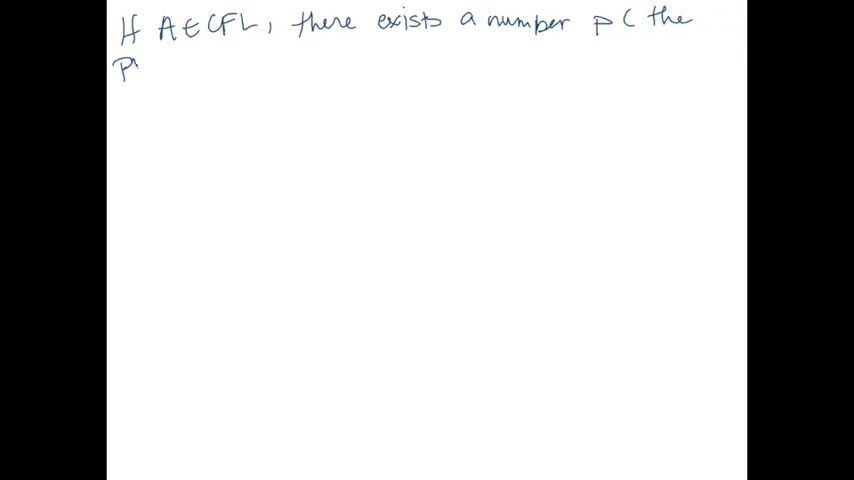 If A ∈ CFL, there exists a number p (the
p